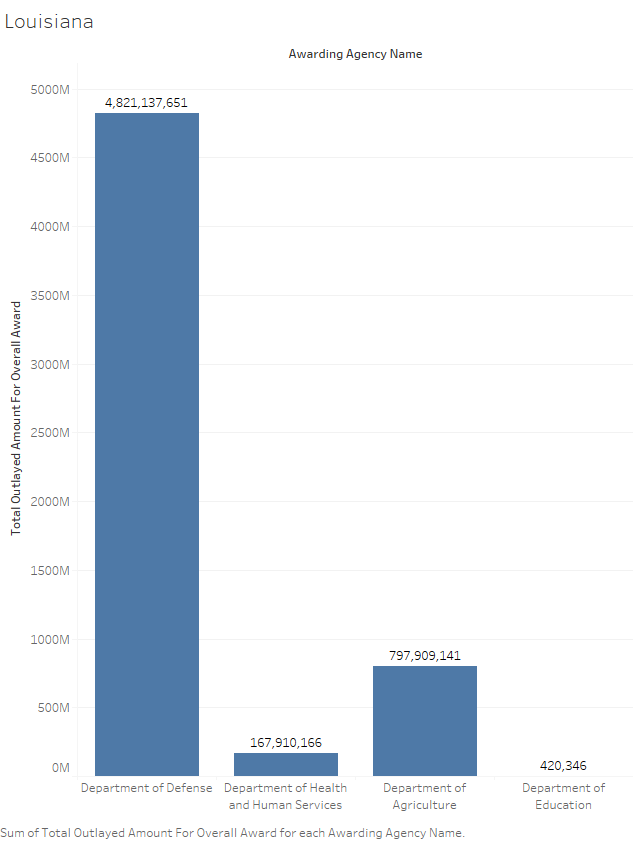 Louisiana
Awarding Agency Name
Total Outlayed Amount For Overall Award
5000M
4500M
4000M
3500M
3000M
2500M
2000M
1500M
1000M
500M
0M
4,821,137,651
167,910,166
797,909,141
420,346
Department of Defense
Department of Health
and Human Services
Department of
Agriculture
Department of
Education
Sum of Total Outlayed Amount For Overall Award for each Awarding Agency Name.